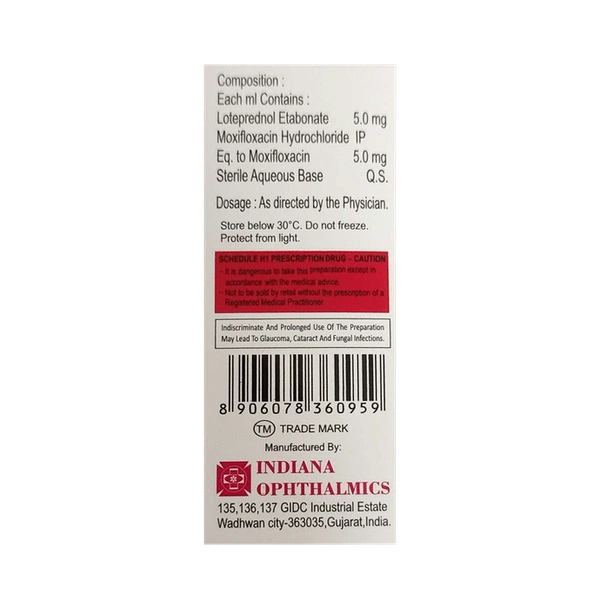 Composition :
Each ml Contains :
Loteprednol Etabonate 5.0 mg
Moxifloxacin Hydrochloride IP
Eq. to Moxifloxacin 5.0 mg
Sterile Aqueous Base Q.S.
Dosage : As directed by the Physician.
Store below 30°C. Do not freeze.
Protect from light.
SCHEDULE H1 PRESCRIPTION DRUG – CAUTION
- It is dangerous to take this preparation except in
accordance with the medical advice.
- Not to be sold by retail without the prescription of a
Registered Medical Practitioner
Indiscriminate And Prolonged Use Of The Preparation
May Lead To Glaucoma, Cataract And Fungal Infections.
8 906078 360959
TM TRADE MARK
Manufactured By:
INDIANA
OPHTHALMICS
135,136,137 GIDC Industrial Estate
Wadhwan city-363035,Gujarat,India.